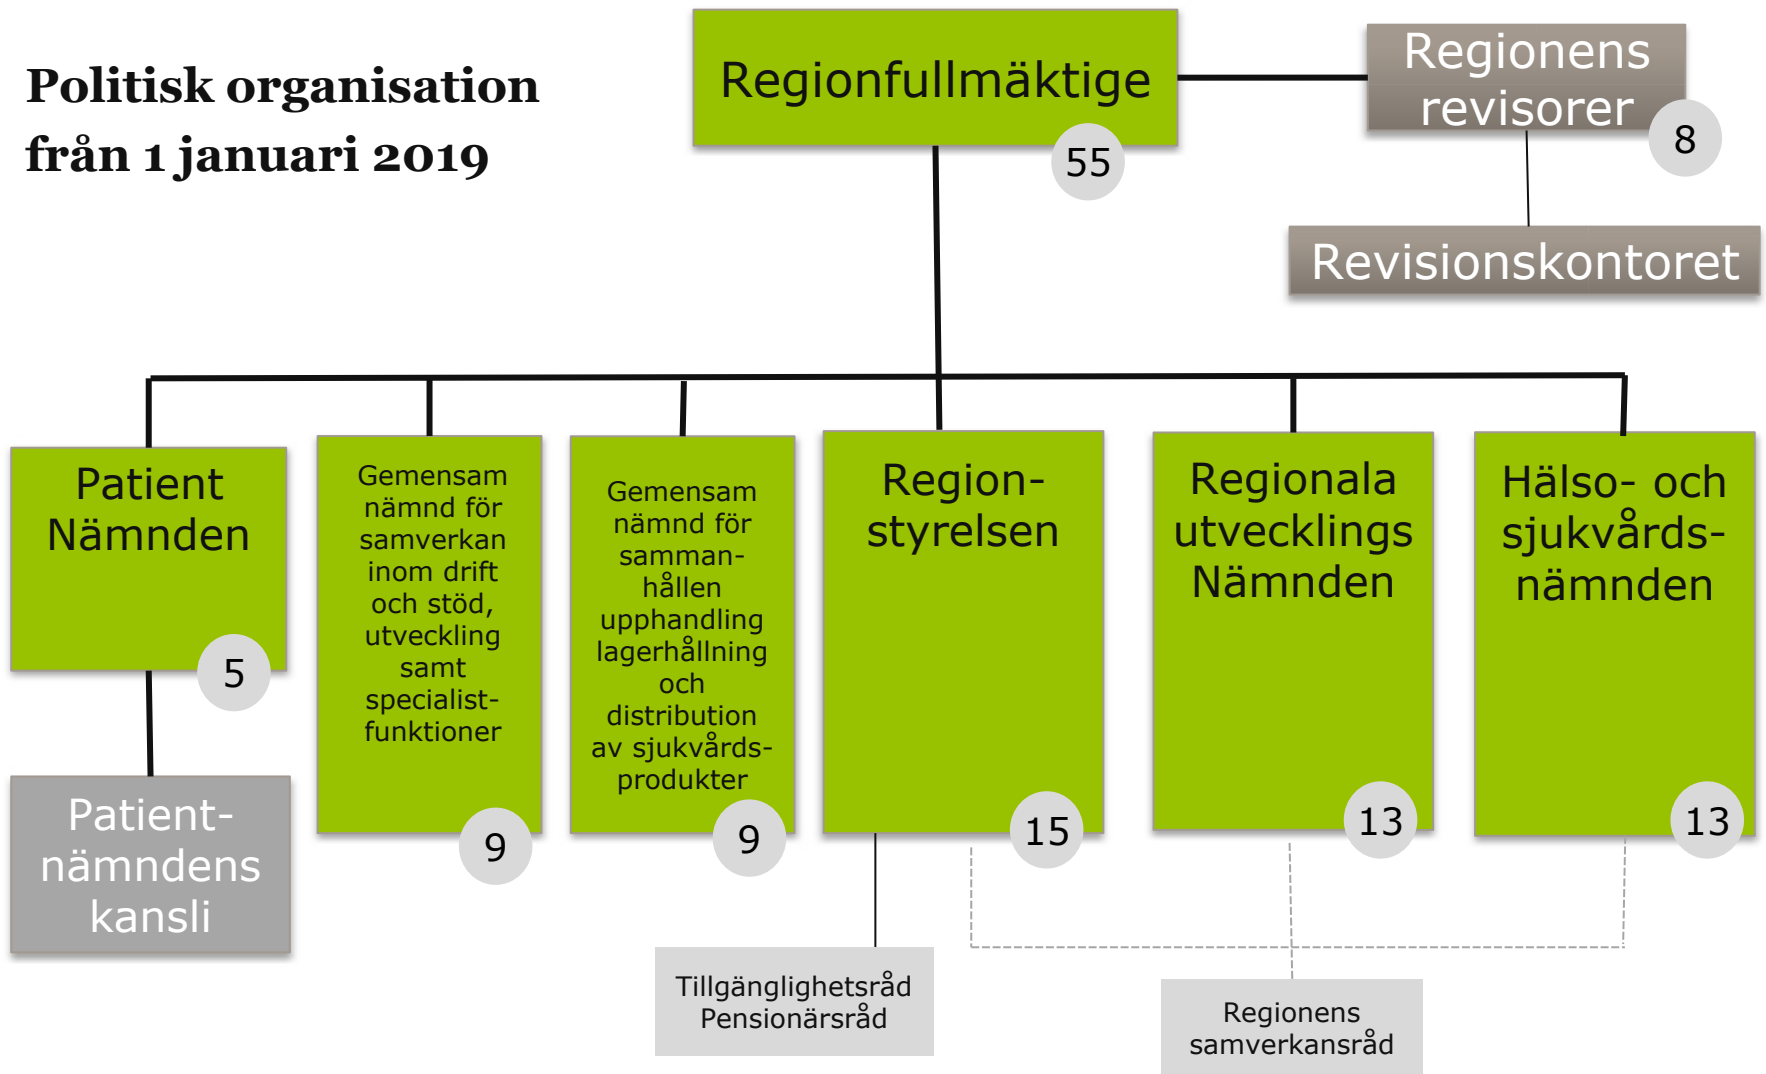 Politisk organisation
från 1 januari 2019
Regionfullmäktige
55
Regionens
revisorer
8
Revisionskontoret
Patient
Nämnden
5
Patient-
nämndens
kansli
Gemensam
nämnd för
samverkan
inom drift
och stöd,
utveckling
samt
specialist-
funktioner
9
Gemensam
nämnd för
samman-
hållen
upphandling
lagerhållning
och
distribution
av sjukvårds-
produkter
9
Region-
styrelsen
15
Regionala
utvecklings
Nämnden
13
Hälso- och
sjukvårds-
nämnden
13
Tillgänglighetsråd
Pensionärsråd
Regionens
samverkansråd